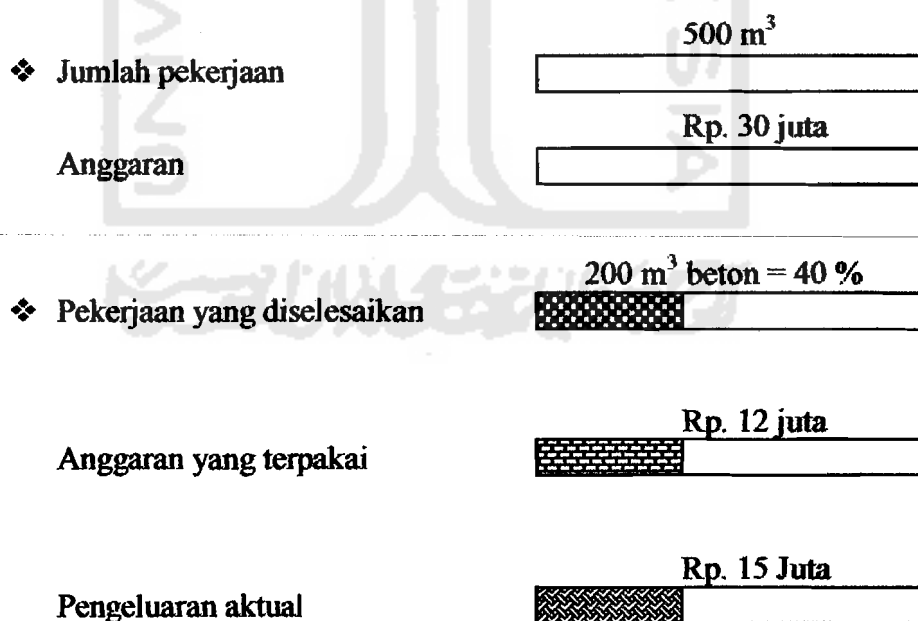 500 m³
❖ Jumlah pekerjaan
Rp. 30 juta
Anggaran
200 m³ beton = 40 %
❖ Pekerjaan yang diselesaikan
Rp. 12 juta
Anggaran yang terpakai
Rp. 15 Juta
Pengeluaran aktual